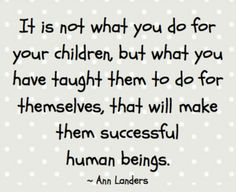 It is not what you do for
your children, but what you
have taught them to do for
themselves, that will make
them successful
human beings.
~ Ann Landers